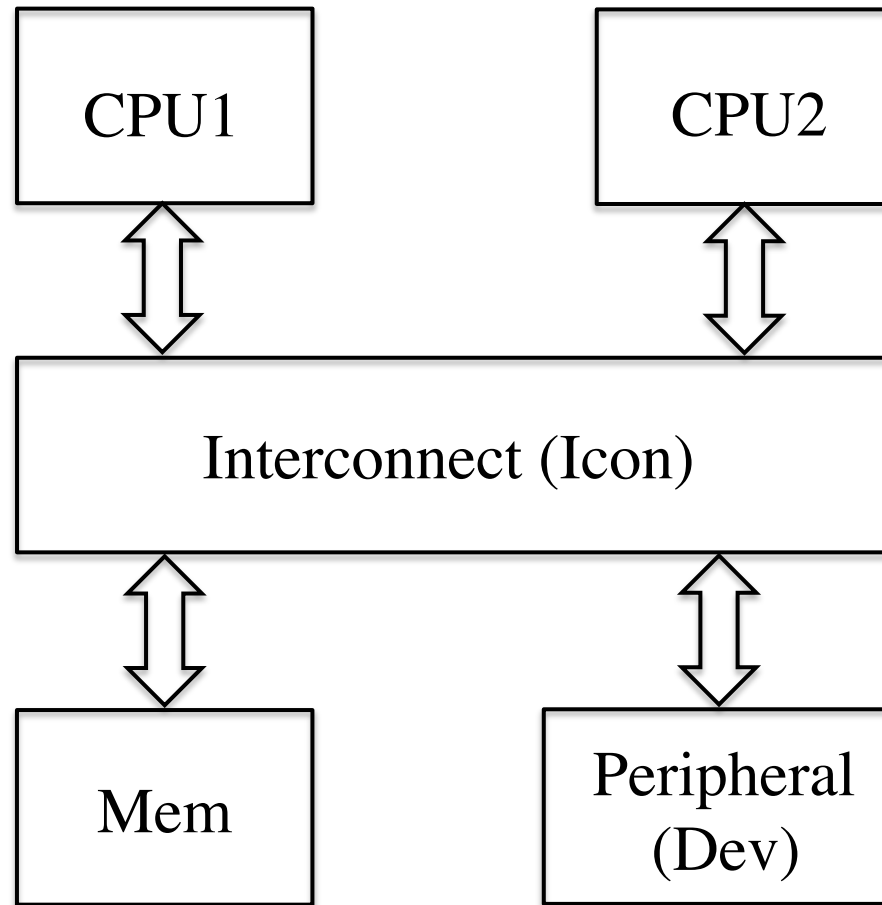 CPU1
CPU2
Interconnect (Icon)
Mem
Peripheral
(Dev)